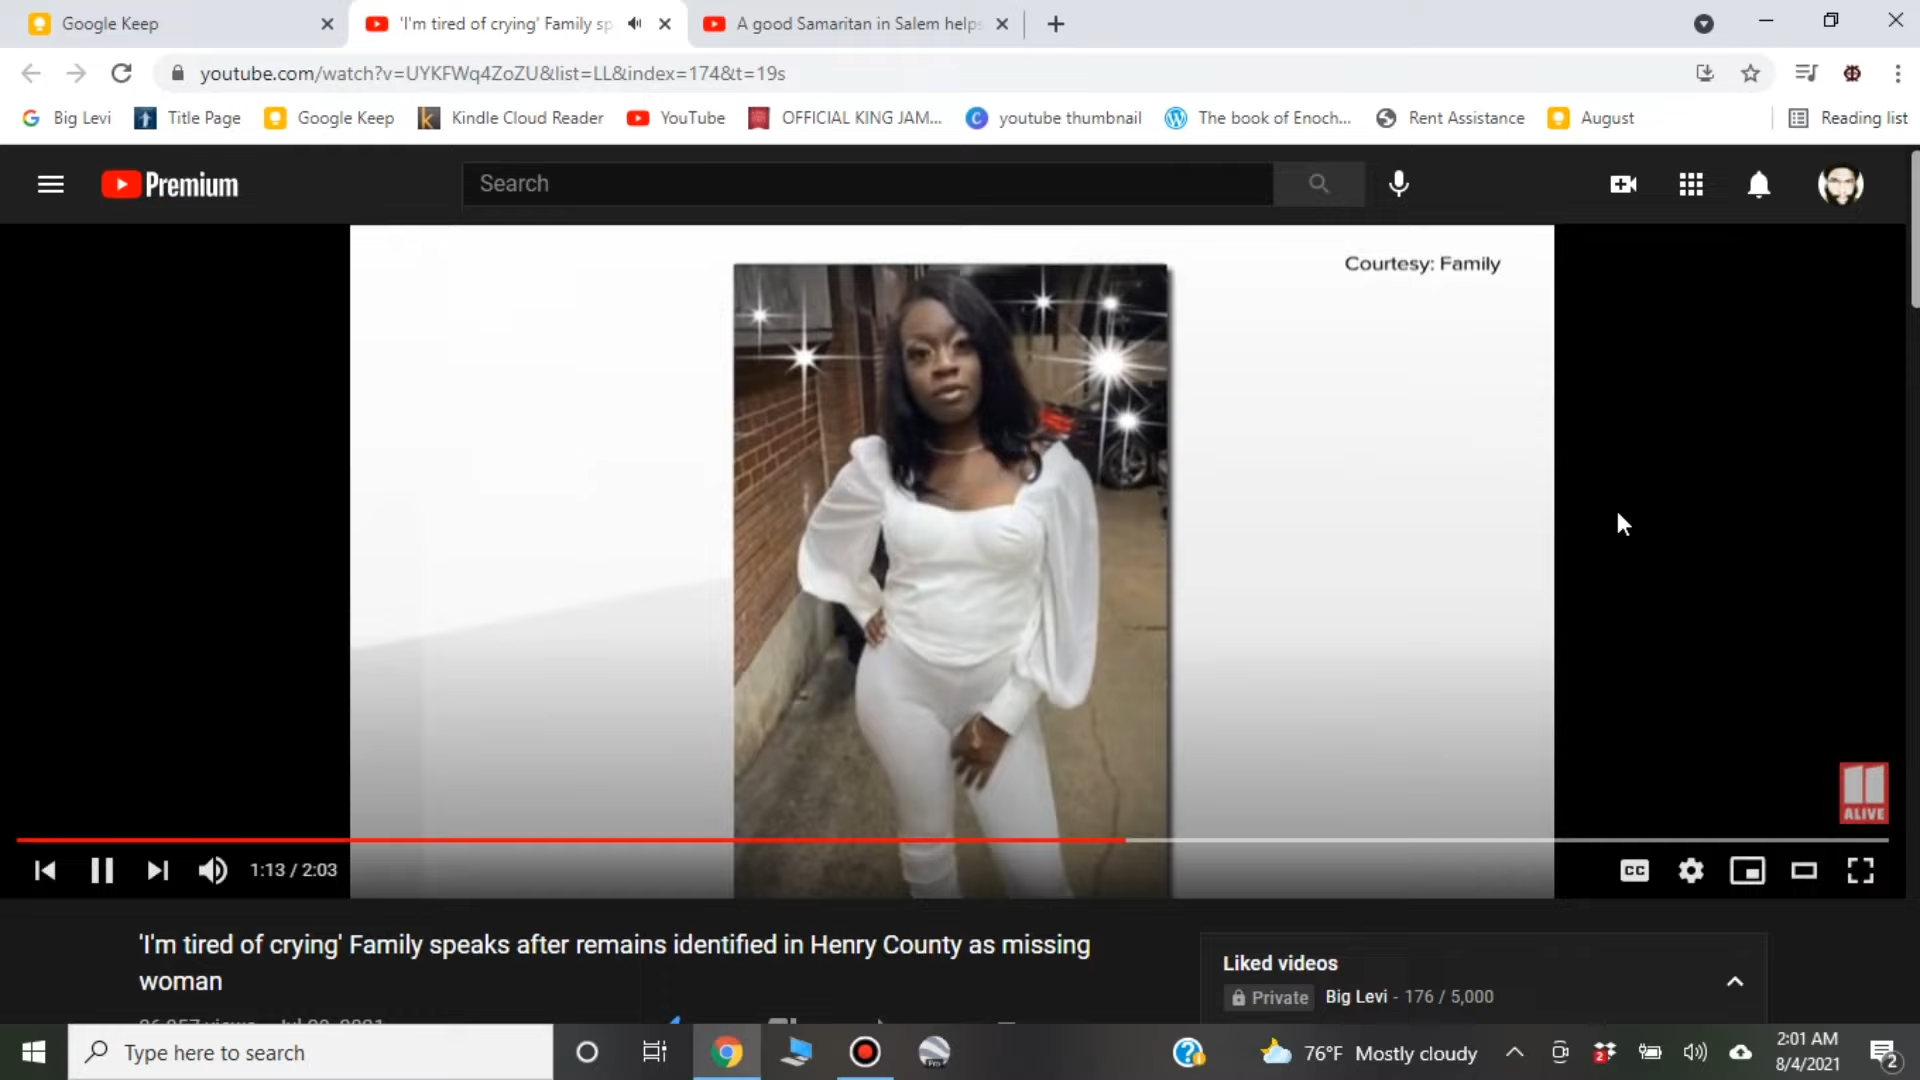 Google Keep
'I'm tired of crying' Family sp
A good Samaritan in Salem helps
youtube.com/watch?v=UYKFWq4ZoZU&list=LL&index=174&t=19s
Big Levi
Title Page
Google Keep
Kindle Cloud Reader
YouTube
OFFICIAL KING JAM...
youtube thumbnail
The book of Enoch...
Rent Assistance
August
Reading list
Premium
Search
Courtesy: Family
11
ALIVE
1:13 / 2:03
CC
'I'm tired of crying' Family speaks after remains identified in Henry County as missing
woman
Liked videos
Private
Big Levi - 176 / 5,000
Type here to search
76°F Mostly cloudy
2
2:01 AM
8/4/2021
2